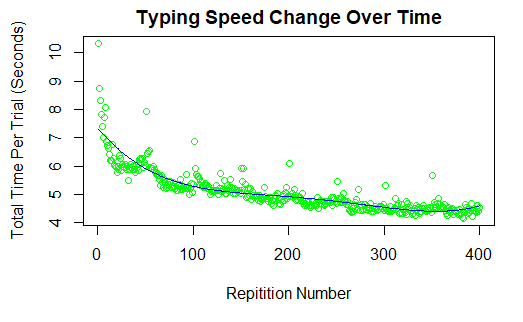 Typing Speed Change Over Time
Total Time Per Trial (Seconds)
10
9
8
7
6
5
4
0 100 200 300 400
Repitition Number